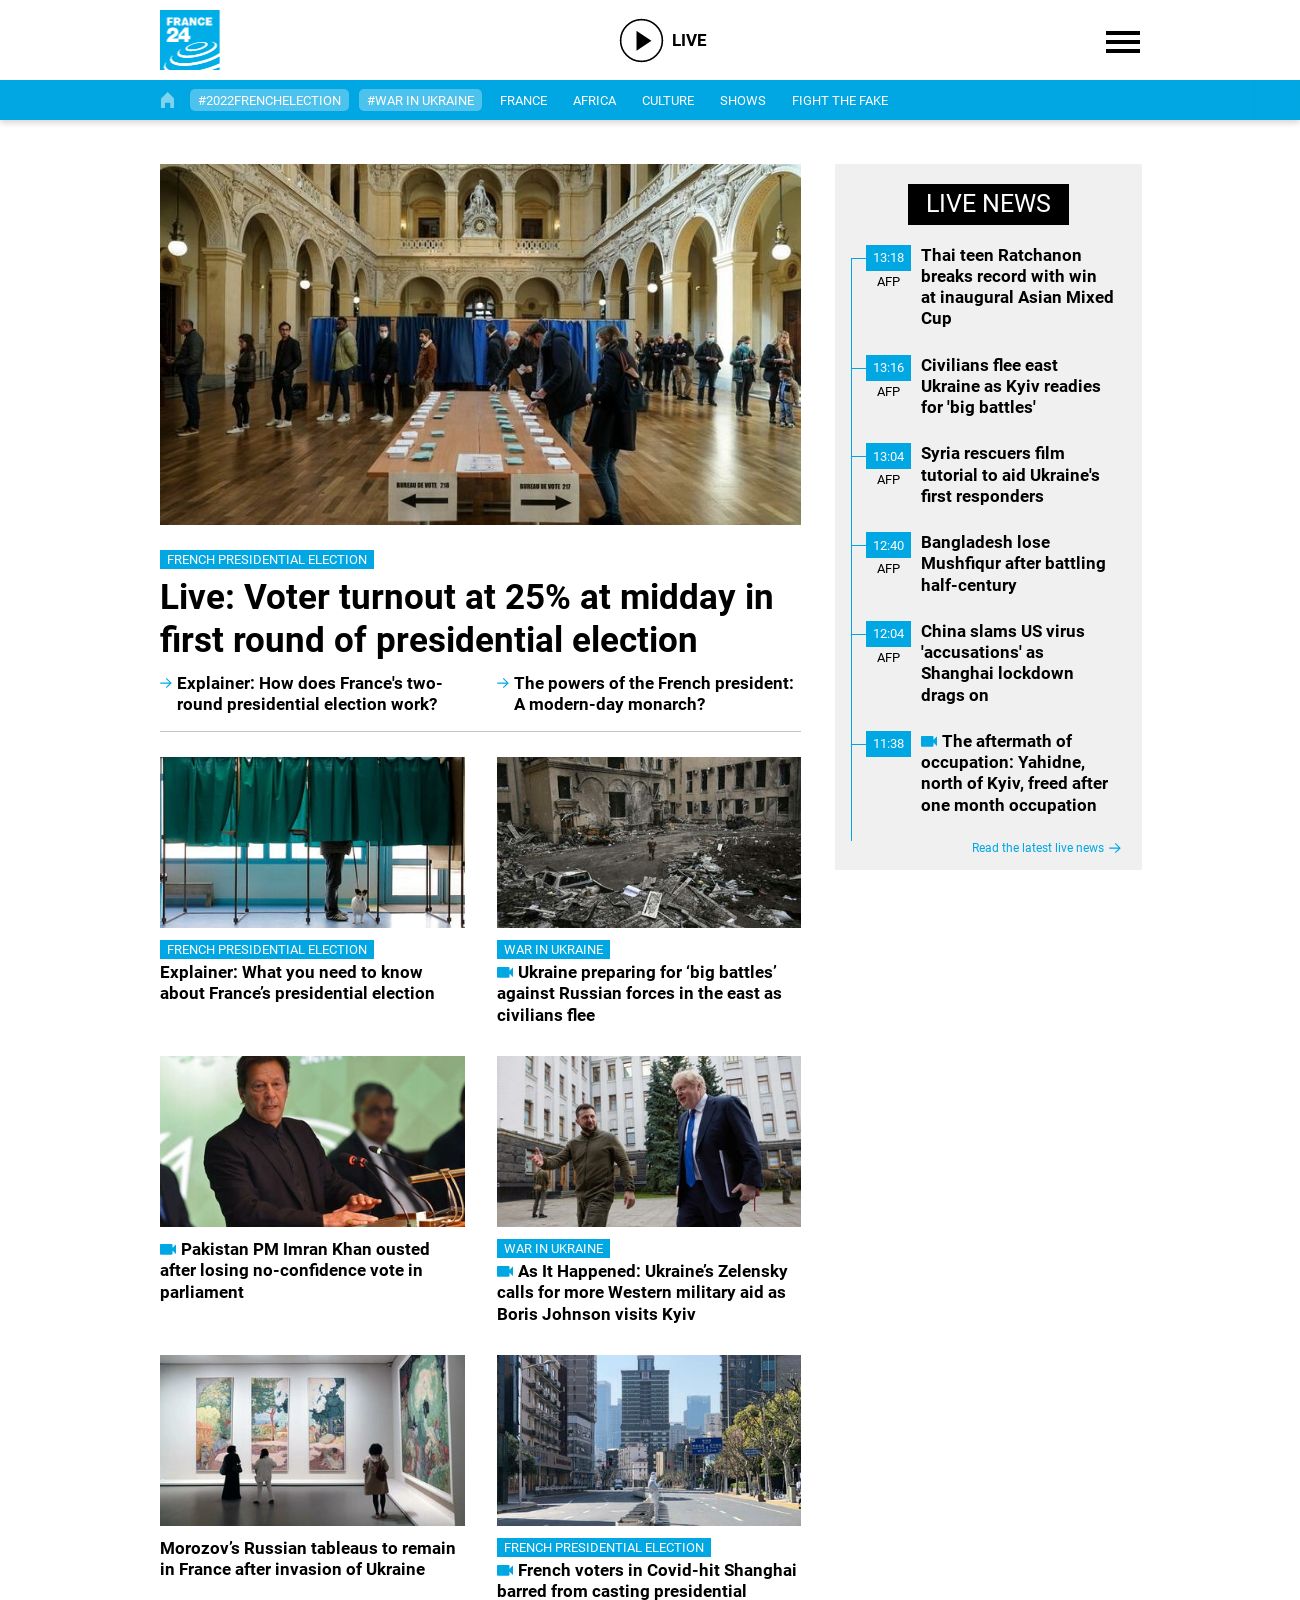 FRANCE
24
LIVE
#2022FRENCHELECTION
#WAR IN UKRAINE
FRANCE
AFRICA
CULTURE
SHOWS
FIGHT THE FAKE
BUREAU DE VOTE 218
BUREAU DE VOTE 217
FRENCH PRESIDENTIAL ELECTION
Live: Voter turnout at 25% at midday in
first round of presidential election
Explainer: How does France's two-
round presidential election work?
The powers of the French president:
A modern-day monarch?
FRENCH PRESIDENTIAL ELECTION
Explainer: What you need to know
about France’s presidential election
WAR IN UKRAINE
Ukraine preparing for ‘big battles’
against Russian forces in the east as
civilians flee
Pakistan PM Imran Khan ousted
after losing no-confidence vote in
parliament
WAR IN UKRAINE
As It Happened: Ukraine’s Zelensky
calls for more Western military aid as
Boris Johnson visits Kyiv
Morozov’s Russian tableaus to remain
in France after invasion of Ukraine
FRENCH PRESIDENTIAL ELECTION
French voters in Covid-hit Shanghai
barred from casting presidential
LIVE NEWS
13:18
AFP
Thai teen Ratchanon
breaks record with win
at inaugural Asian Mixed
Cup
13:16
AFP
Civilians flee east
Ukraine as Kyiv readies
for 'big battles'
13:04
AFP
Syria rescuers film
tutorial to aid Ukraine's
first responders
12:40
AFP
Bangladesh lose
Mushfiqur after battling
half-century
12:04
AFP
China slams US virus
'accusations' as
Shanghai lockdown
drags on
11:38
The aftermath of
occupation: Yahidne,
north of Kyiv, freed after
one month occupation
Read the latest live news